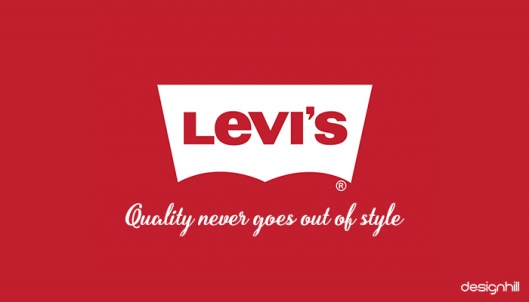 Levi's
®
Quality never goes out of style
designhill